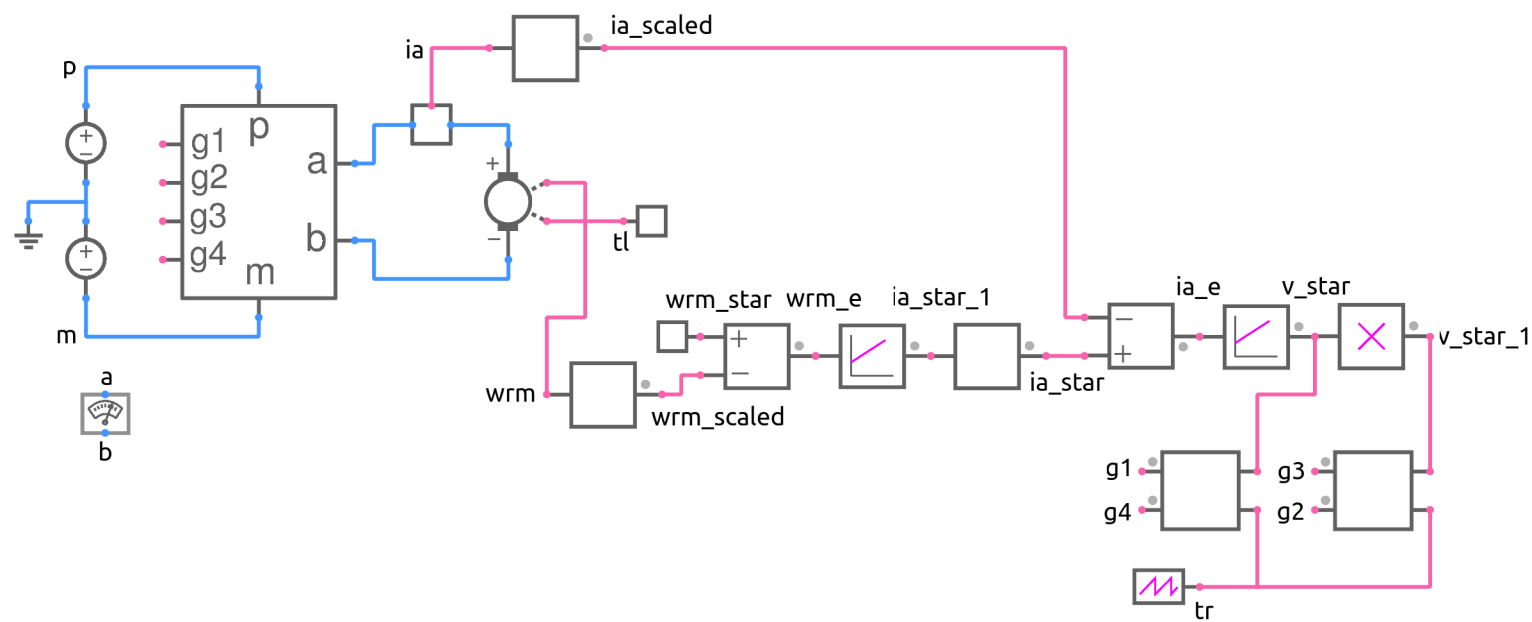 ia_scaled
ia
p
p
g1
a
g2
g3
b
g4
m
+
−
+
−
+
−
tl
m
a
b
wrm
wrm_scaled
wrm_star
wrm_e
ia_star_1
+
−
ia_star
ia_e
−
+
v_star
v_star_1
g1
g4
g3
g2
tr